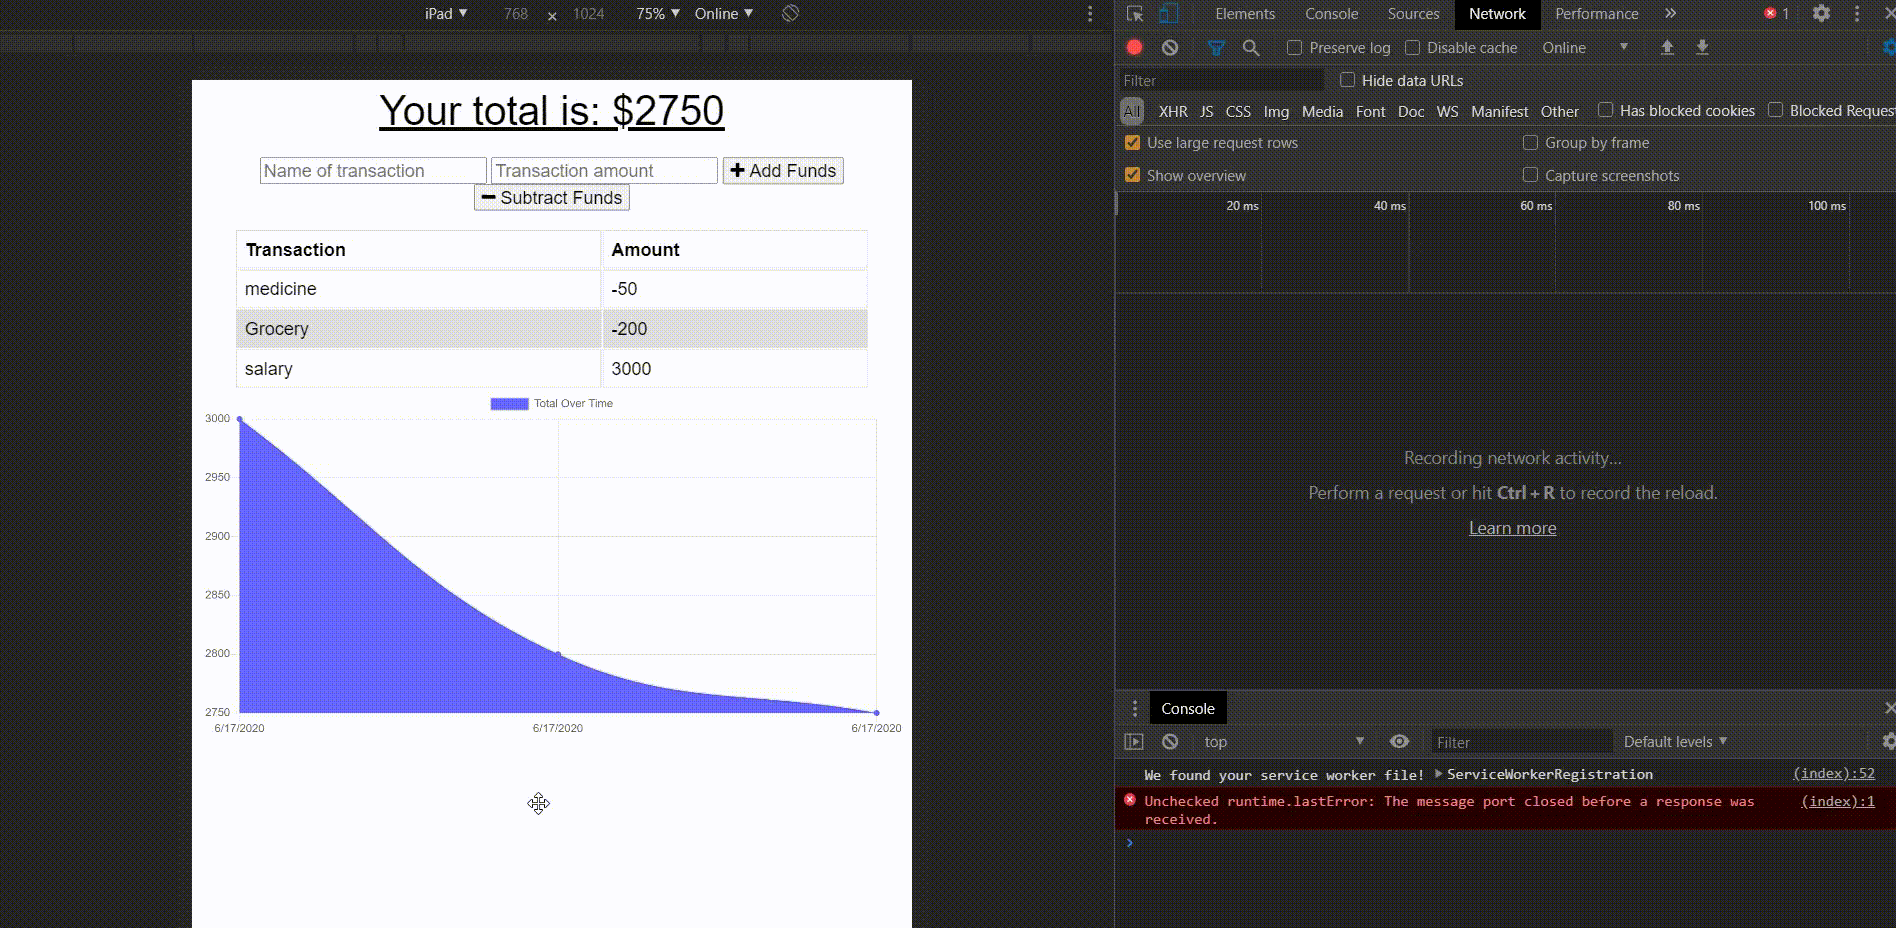 iPad ▼ 768 × 1024 75% ▼ Online ▼
Your total is: $2750
Name of transaction Transaction amount + Add Funds
− Subtract Funds
Transaction Amount
medicine -50
Grocery -200
salary 3000
Total Over Time
3000
2950
2900
2850
2800
2750
6/17/2020 6/17/2020 6/17/2020
Elements Console Sources Network Performance » 1
Preserve log Disable cache Online ▼
Filter Hide data URLs
All XHR JS CSS Img Media Font Doc WS Manifest Other Has blocked cookies Blocked Reques
Use large request rows Group by frame
Show overview Capture screenshots
20 ms 40 ms 60 ms 80 ms 100 ms
Recording network activity...
Perform a request or hit Ctrl + R to record the reload.
Learn more
Console
top ▼ Filter Default levels ▼
We found your service worker file! ▶ ServiceWorkerRegistration (index):52
Unchecked runtime.lastError: The message port closed before a response was (index):1
received.